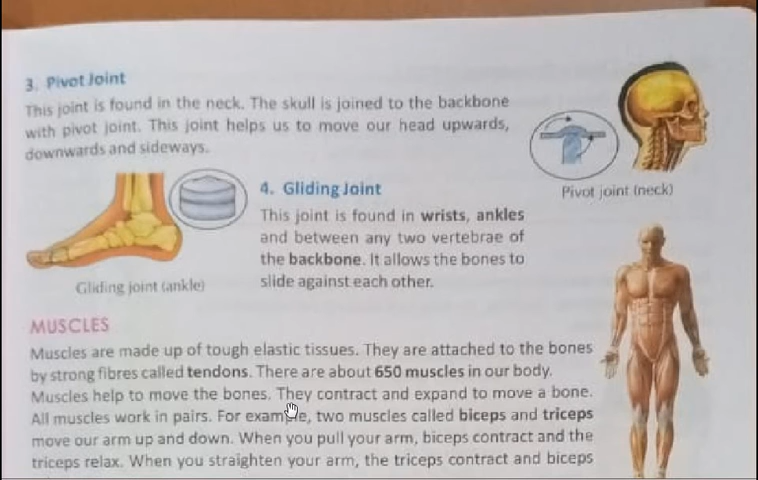 3. Pivot Joint
This joint is found in the neck. The skull is joined to the backbone
with pivot joint. This joint helps us to move our head upwards,
downwards and sideways.
Pivot joint (neck)
4. Gliding Joint
This joint is found in wrists, ankles
and between any two vertebrae of
the backbone. It allows the bones to
slide against each other.
Gliding joint (ankle)
MUSCLES
Muscles are made up of tough elastic tissues. They are attached to the bones
by strong fibres called tendons. There are about 650 muscles in our body.
Muscles help to move the bones. They contract and expand to move a bone.
All muscles work in pairs. For example, two muscles called biceps and triceps
move our arm up and down. When you pull your arm, biceps contract and the
triceps relax. When you straighten your arm, the triceps contract and biceps